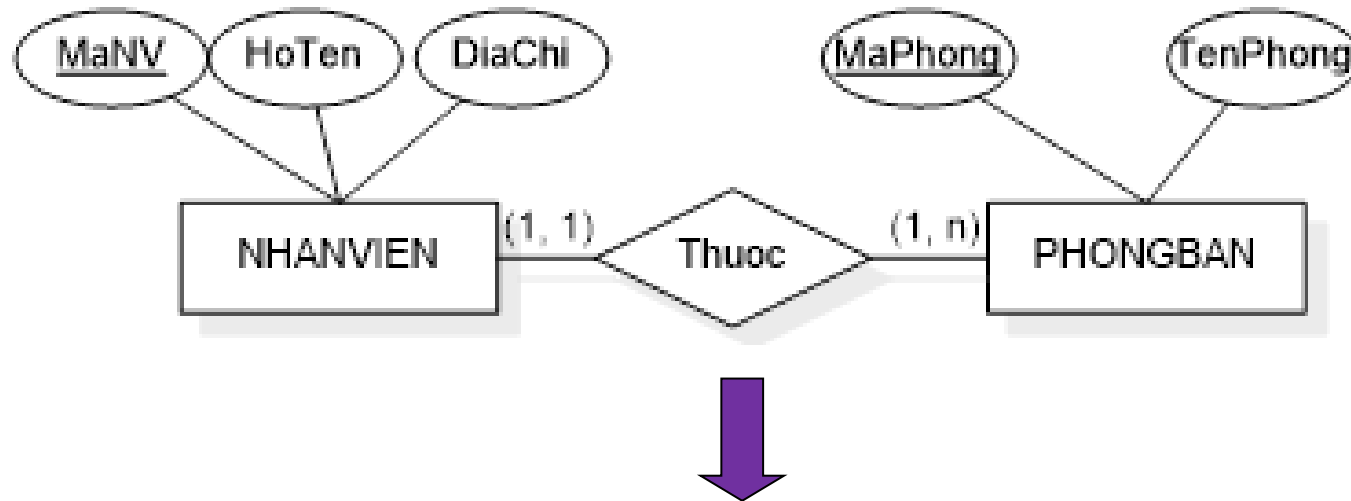 MaNV HoTen DiaChi MaPhong TenPhong
NHANVIEN (1, 1) Thuoc (1, n) PHONGBAN